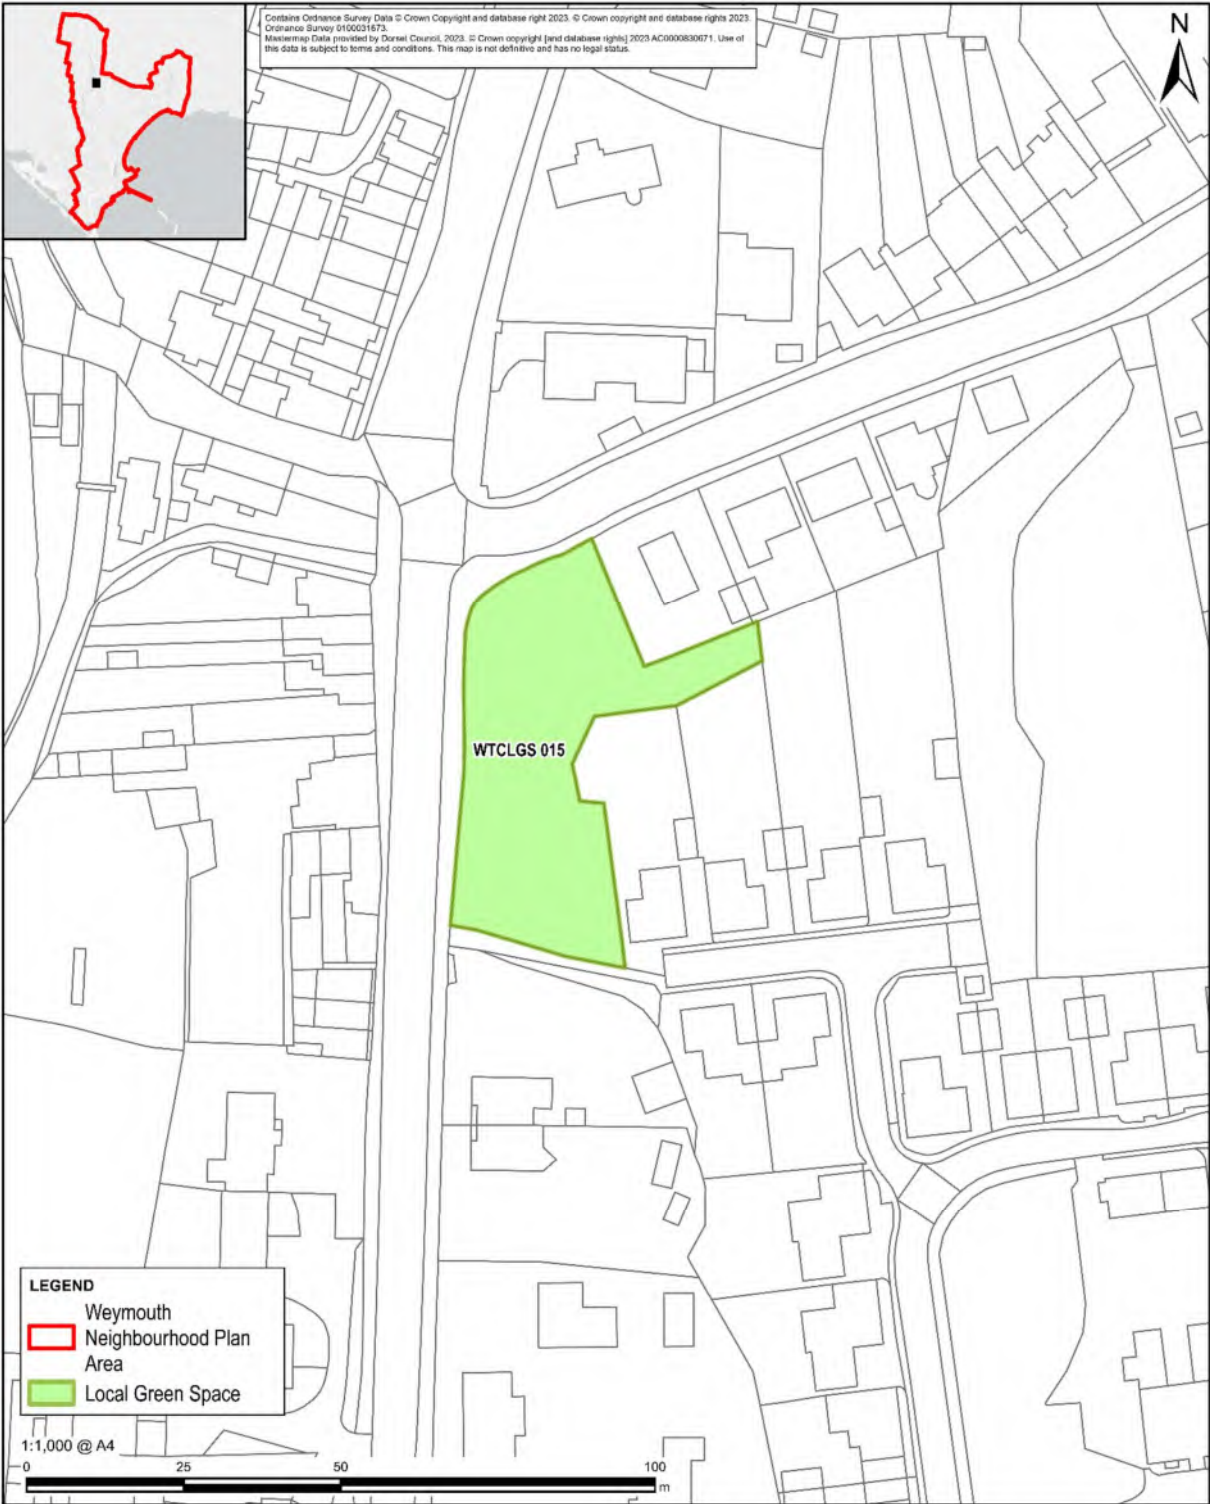 Contains Ordnance Survey Data © Crown Copyright and database right 2023. © Crown copyright and database rights 2023.
Ordnance Survey 0100031673.
Mastermap Data provided by Dorset Council, 2023. © Crown copyright [and database rights] 2023 AC0000830671. Use of
this data is subject to terms and conditions. This map is not definitive and has no legal status.
N
WTCLGS 015
LEGEND
Weymouth
Neighbourhood Plan
Area
Local Green Space
1:1,000 @ A4
0 25 50 100
m